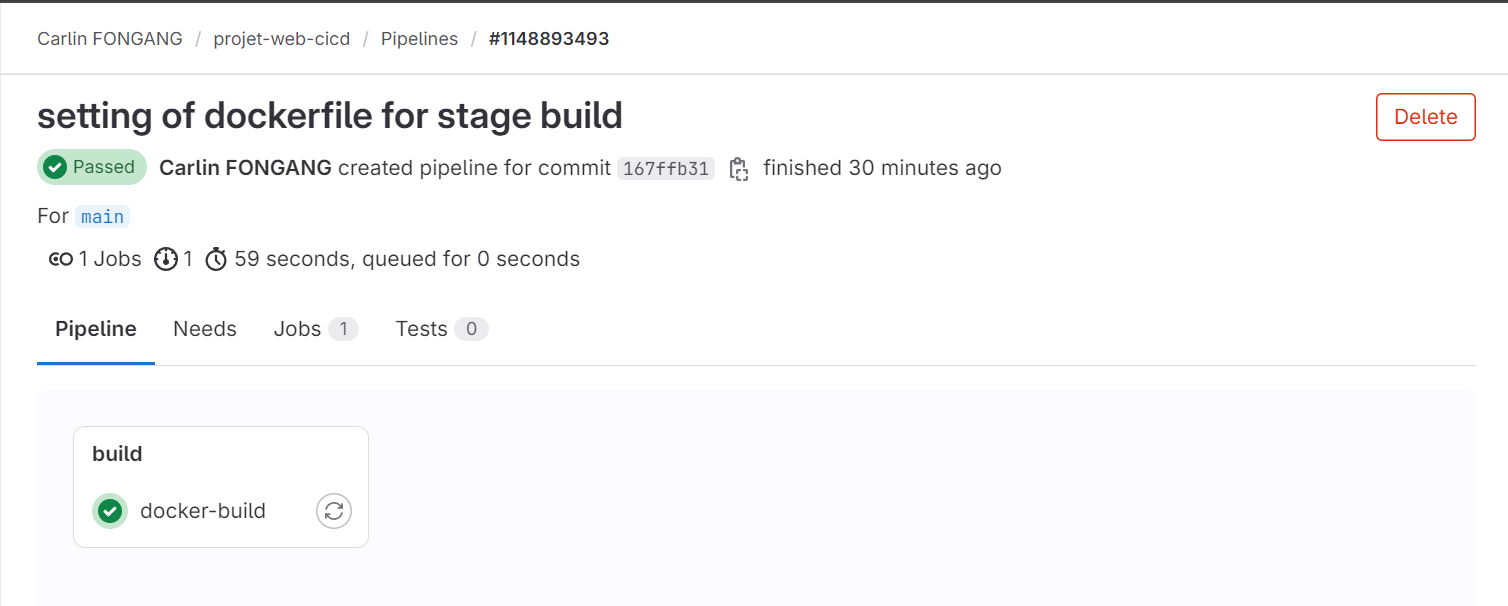 Carlin FONGANG / projet-web-cicd / Pipelines / #1148893493
setting of dockerfile for stage build
Delete
Passed Carlin FONGANG created pipeline for commit 167ffb31 finished 30 minutes ago
For main
1 Jobs 1 59 seconds, queued for 0 seconds
Pipeline Needs Jobs 1 Tests 0
build
docker-build